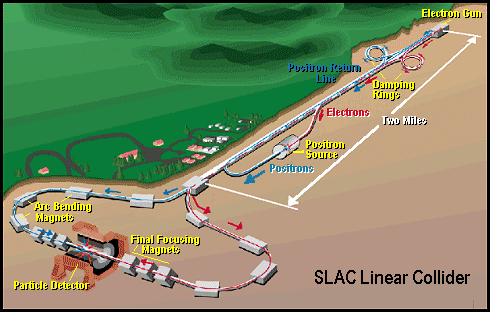 Electron Gun
Positron Return
Line
Damping
Rings
Electrons
Two Miles
Positron
Source
Positrons
Arc Bending
Magnets
Final Focusing
Magnets
SLAC Linear Collider
Particle Detector